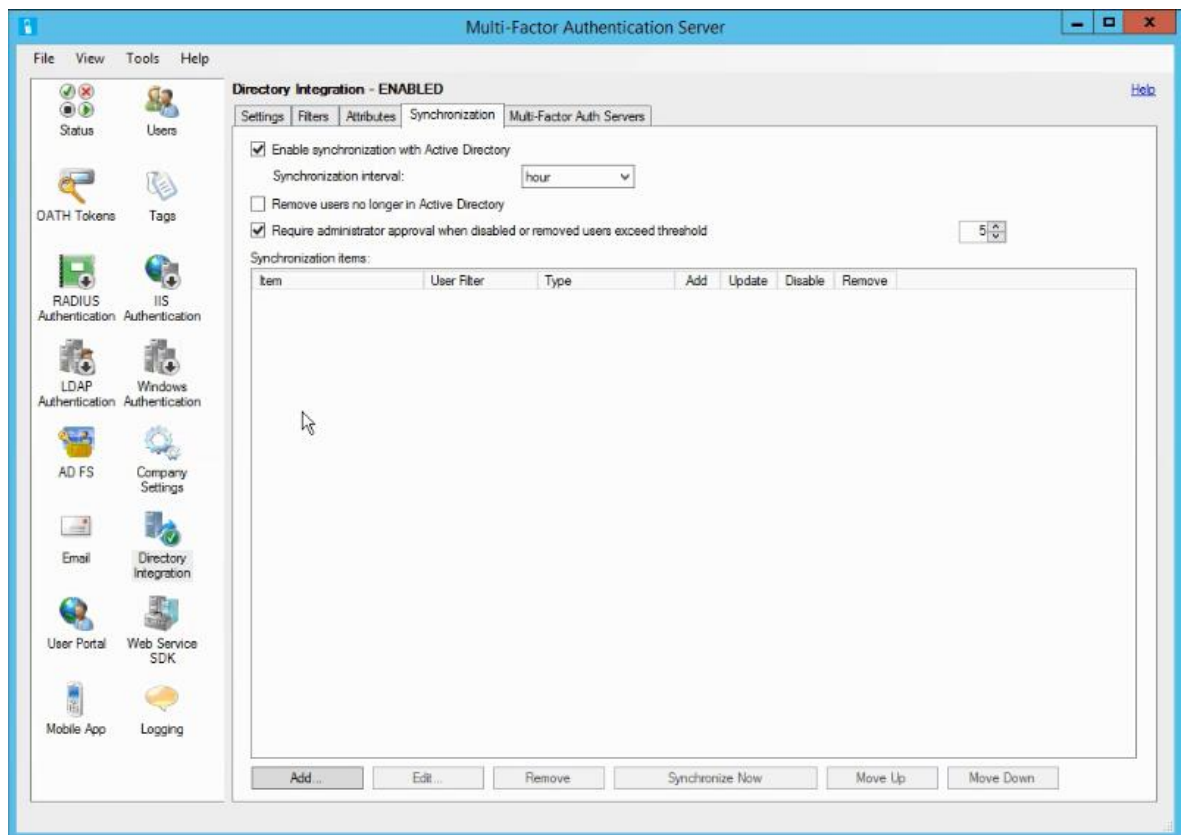 Multi-Factor Authentication Server
File View Tools Help
Status Users
OATH Tokens Tags
RADIUS Authentication IIS Authentication
LDAP Authentication Windows Authentication
AD FS Company Settings
Email Directory Integration
User Portal Web Service SDK
Mobile App Logging
Directory Integration - ENABLED Help
Settings Filters Attributes Synchronization Multi-Factor Auth Servers
Enable synchronization with Active Directory
Synchronization interval: hour
Remove users no longer in Active Directory
Require administrator approval when disabled or removed users exceed threshold 5
Synchronization items:
Item User Filter Type Add Update Disable Remove
Add... Edit... Remove Synchronize Now Move Up Move Down